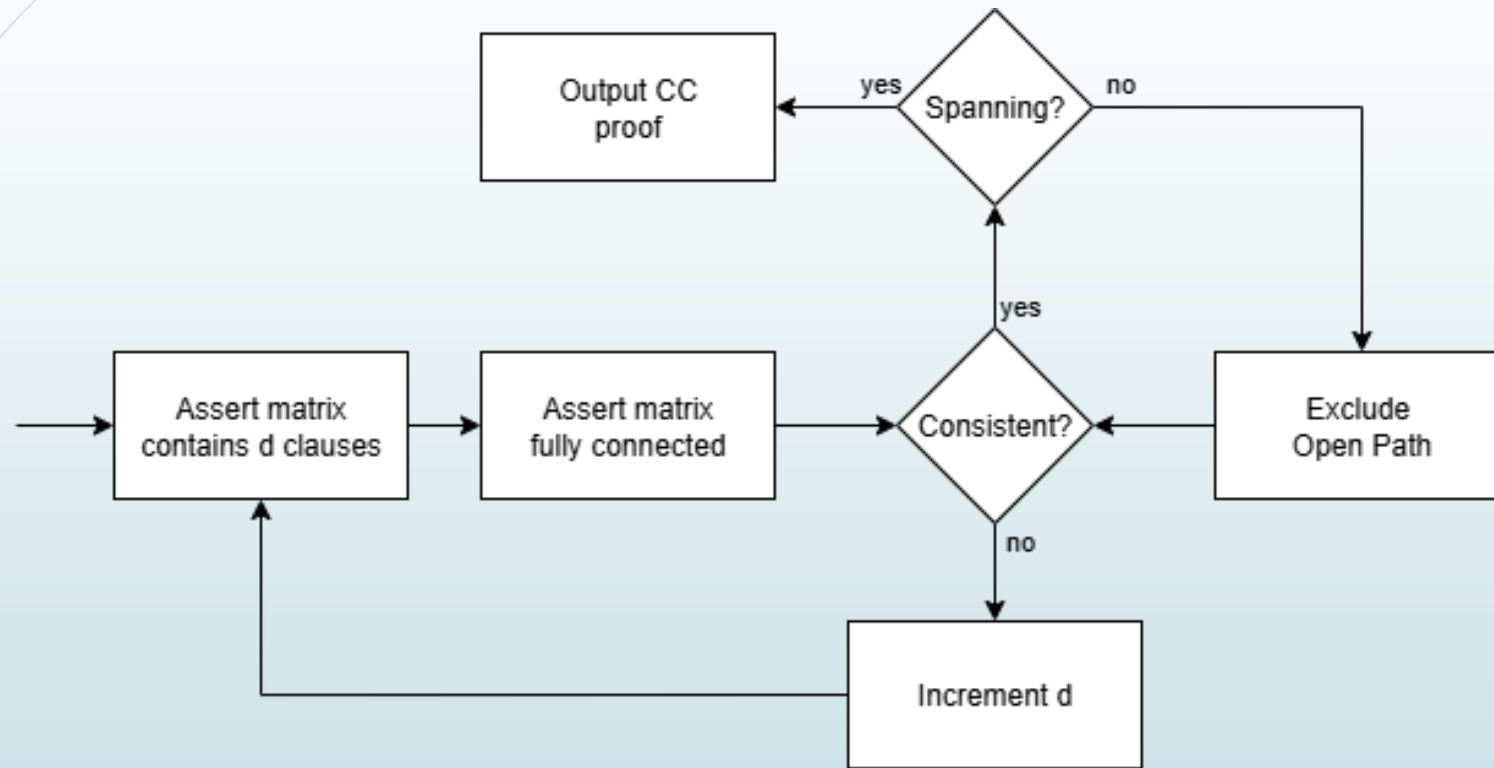 Output CC
proof
yes
Spanning?
no
yes
Assert matrix
contains d clauses
Assert matrix
fully connected
Consistent?
Exclude
Open Path
no
Increment d